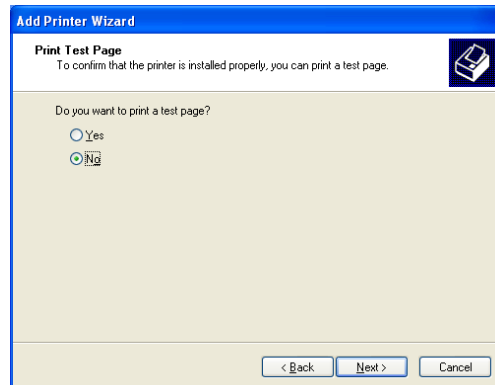 Add Printer Wizard
Print Test Page
To confirm that the printer is installed properly, you can print a test page.
Do you want to print a test page?
Yes
No
< Back
Next >
Cancel